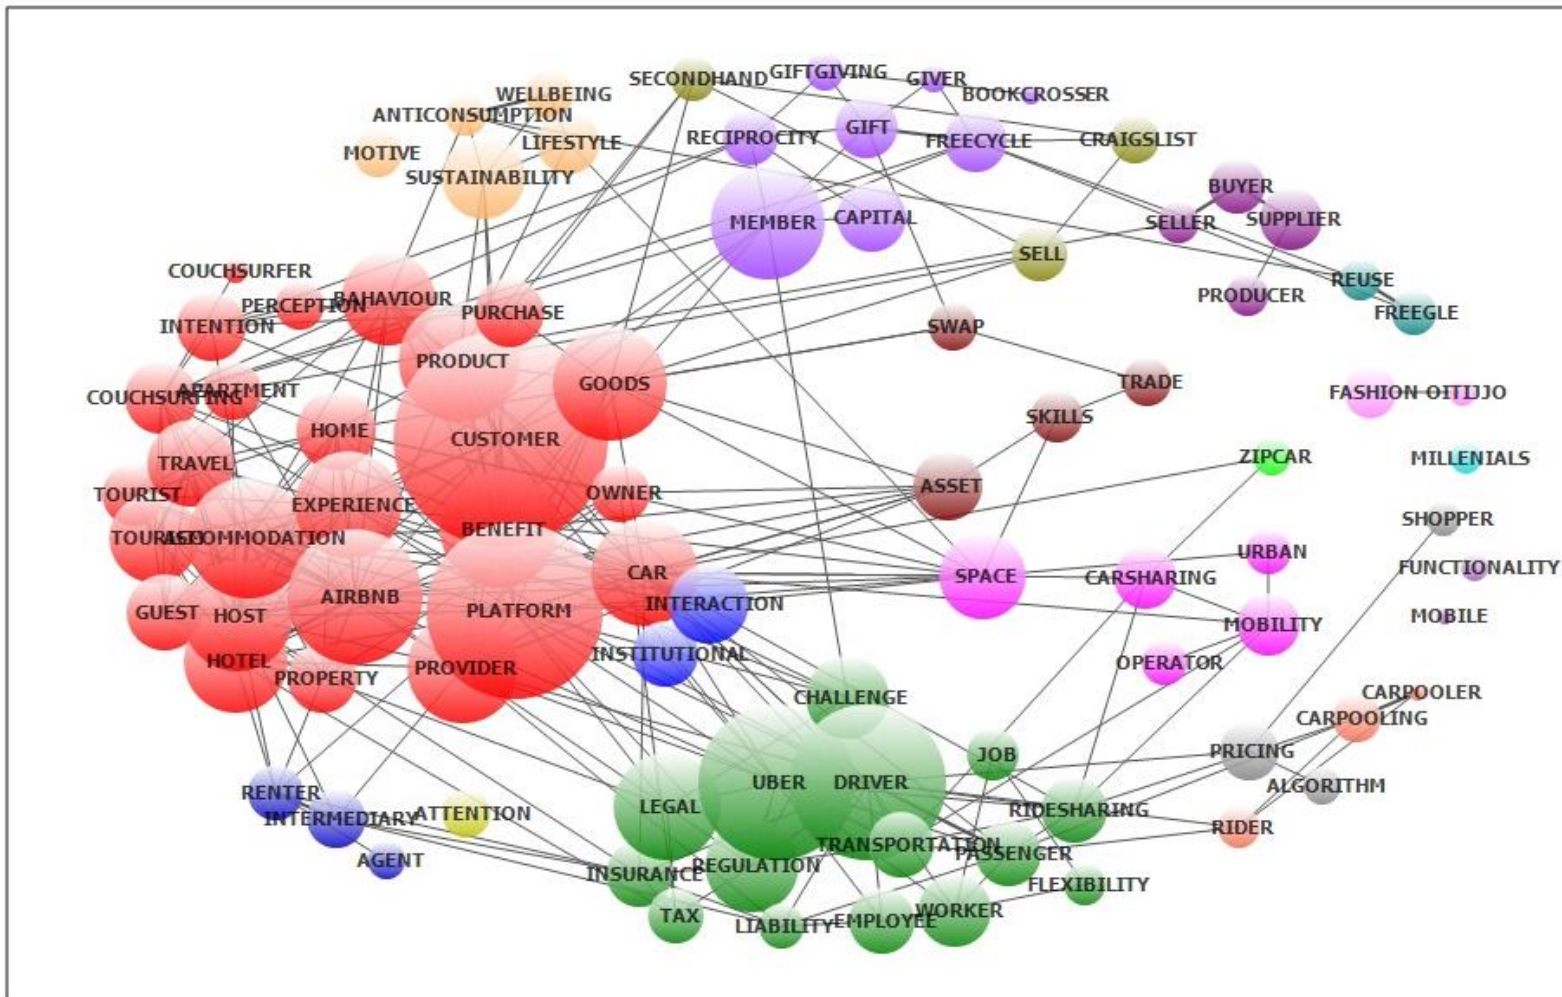 SECONDHAND
GIFTGIVING
GIVER
BOOKCROSSER
WELLBEING
ANTICONSUMPTION
MOTIVE
LIFESTYLE
SUSTAINABILITY
RECIPROCITY
GIFT
FREECYCLE
CRAIGSLIST
MEMBER
CAPITAL
BUYER
SELLER
SUPPLIER
SELL
PRODUCER
REUSE
FREEGLE
COUCHSURFER
PERCEPTION
BAHAVIOUR
INTENTION
PURCHASE
SWAP
PRODUCT
GOODS
COUCHSURFING
APARTMENT
TRADE
SKILLS
FASHION
OITIJJO
HOME
CUSTOMER
TRAVEL
ZIPCAR
MILLENIALS
TOURIST
EXPERIENCE
OWNER
ASSET
SHOPPER
TOURISM
ACCOMMODATION
BENEFIT
URBAN
FUNCTIONALITY
CAR
SPACE
CARSHARING
GUEST
HOST
AIRBNB
PLATFORM
INTERACTION
MOBILITY
MOBILE
HOTEL
PROPERTY
PROVIDER
INSTITUTIONAL
OPERATOR
CHALLENGE
CARPOOLER
CARPOOLING
RENTER
INTERMEDIARY
ATTENTION
LEGAL
UBER
DRIVER
JOB
PRICING
ALGORITHM
RIDESHARING
RIDER
AGENT
INSURANCE
REGULATION
TRANSPORTATION
PASSENGER
FLEXIBILITY
TAX
LIABILITY
EMPLOYEE
WORKER